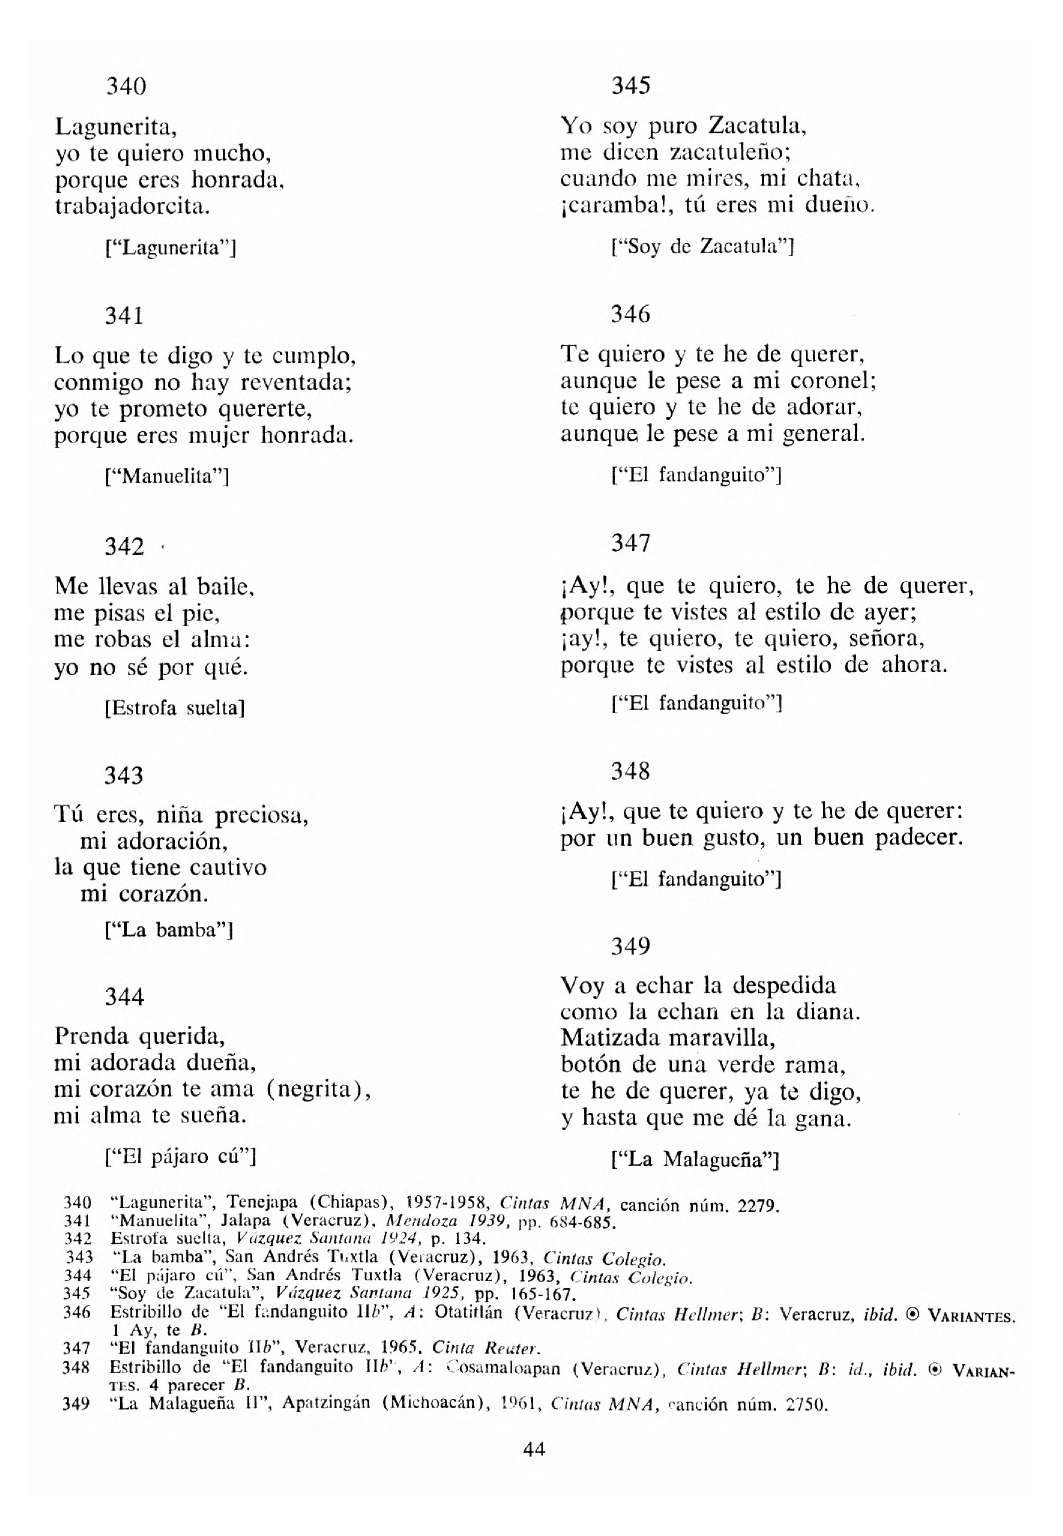 340
Lagunerita,
yo te quiero mucho,
porque eres honrada,
trabajadorcita.
["Lagunerita"]
341
Lo que te digo y te cumplo,
conmigo no hay reventada;
yo te prometo quererte,
porque eres mujer honrada.
["Manuelita"]
342
Me llevas al baile,
me pisas el pie,
me robas el alma:
yo no sé por qué.
[Estrofa suelta]
343
Tú eres, niña preciosa,
mi adoración,
la que tiene cautivo
mi corazón.
["La bamba"]
344
Prenda querida,
mi adorada dueña,
mi corazón te ama (negrita),
mi alma te sueña.
["El pájaro cú"]
345
Yo soy puro Zacatula,
me dicen zacatuleño;
cuando me mires, mi chata,
¡caramba!, tú eres mi dueño.
["Soy de Zacatula"]
346
Te quiero y te he de querer,
aunque le pese a mi coronel;
te quiero y te he de adorar,
aunque le pese a mi general.
["El fandanguito"]
347
¡Ay!, que te quiero, te he de querer,
porque te vistes al estilo de ayer;
¡ay!, te quiero, te quiero, señora,
porque te vistes al estilo de ahora.
["El fandanguito"]
348
¡Ay!, que te quiero y te he de querer:
por un buen gusto, un buen padecer.
["El fandanguito"]
349
Voy a echar la despedida
como la echan en la diana.
Matizada maravilla,
botón de una verde rama,
te he de querer, ya te digo,
y hasta que me dé la gana.
["La Malagueña"]
340 "Lagunerita", Tenejapa (Chiapas), 1957-1958, Cintas MNA, canción núm. 2279.
341 "Manuelita", Jalapa (Veracruz), Mendoza 1939, pp. 684-685.
342 Estrofa suelta, Vázquez Santana 1924, p. 134.
343 "La bamba", San Andrés Tuxtla (Veracruz), 1963, Cintas Colegio.
344 "El pájaro cú", San Andrés Tuxtla (Veracruz), 1963, Cintas Colegio.
345 "Soy de Zacatula", Vázquez Santana 1925, pp. 165-167.
346 Estribillo de "El fandanguito IIb", A: Otatitlán (Veracruz), Cintas Hellmer; B: Veracruz, ibid. ⊙ VARIANTES.
1 Ay, te B.
347 "El fandanguito IIb", Veracruz, 1965, Cinta Reuter.
348 Estribillo de "El fandanguito IIb", A: Cosamaloapan (Veracruz), Cintas Hellmer; B: id., ibid. ⊙ VARIAN-
TES. 4 parecer B.
349 "La Malagueña II", Apatzingán (Michoacán), 1961, Cintas MNA, canción núm. 2750.
44